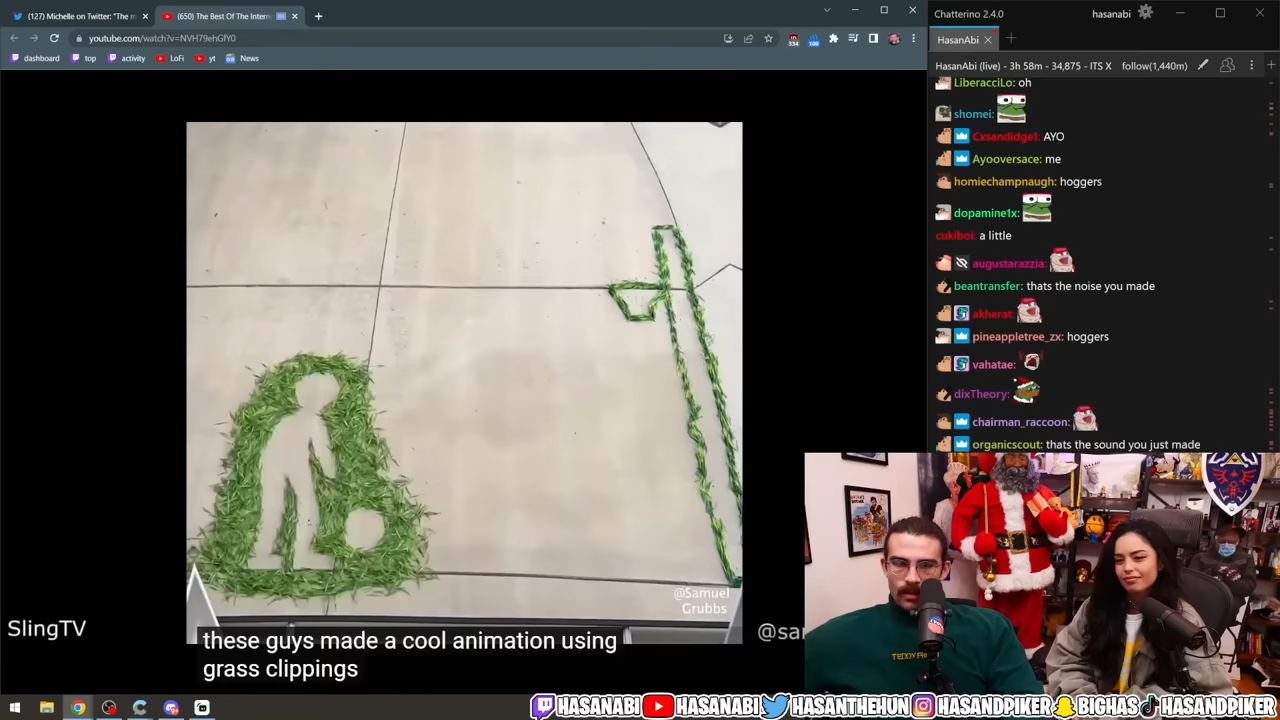 (127) Michelle on Twitter: "The m
(650) The Best Of The Intern
Chatterino 2.4.0
hasanabi
youtube.com/watch?v=NVH79ehGfY0
HasanAbi
dashboard
top
activity
LoFi
yt
News
HasanAbi (live) - 3h 58m - 34,875 - ITS X
follow(1,440m)
LiberacciLo: oh
shomei:
Cxsandidge1: AYO
Ayooversace: me
homiechampnaugh: hoggers
dopamine1x:
cukiboi: a little
augustarazzia:
beantransfer: thats the noise you made
akherat:
pineappletree_zx: hoggers
vahatae:
dixTheory:
chairman_raccoon:
organicscout: thats the sound you just made
@Samuel
Grubbs
SlingTV
@sar
these guys made a cool animation using
grass clippings
HASANABI
HASANABI
HASANTHEHUN
HASANDPIKER
BIGHAS
HASANDPIKER